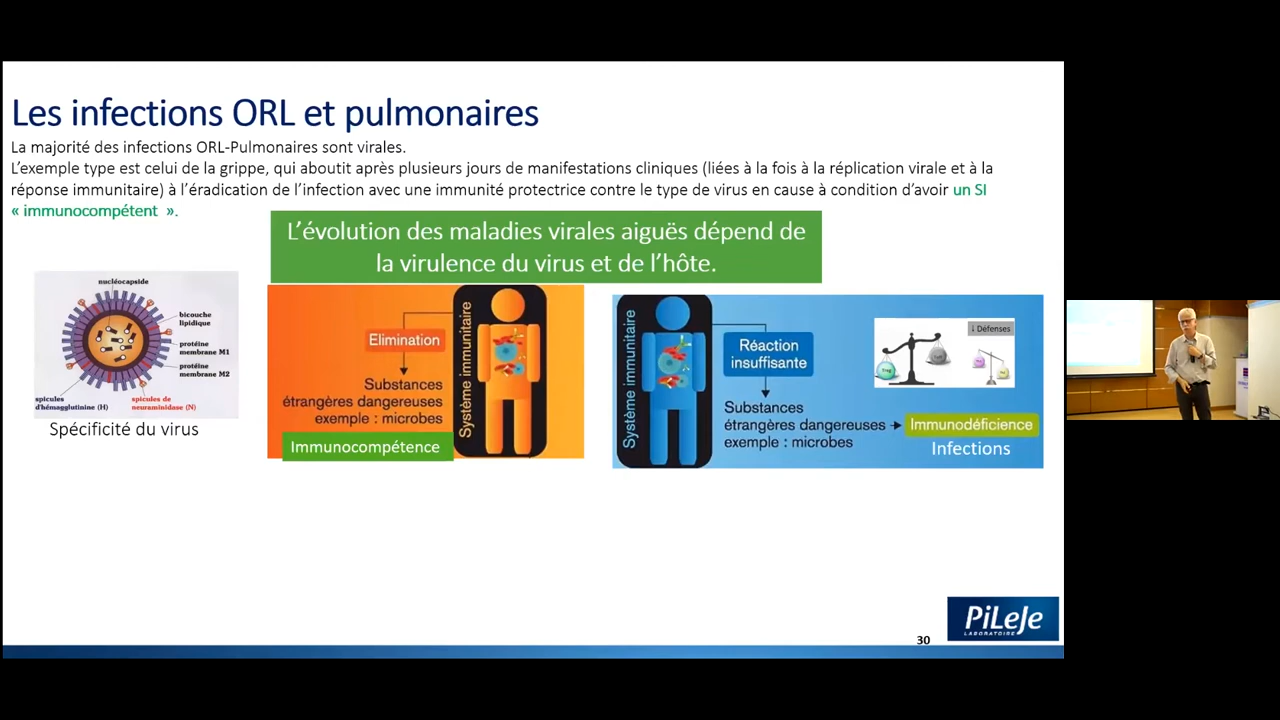 Les infections ORL et pulmonaires
La majorité des infections ORL-Pulmonaires sont virales.
L'exemple type est celui de la grippe, qui aboutit après plusieurs jours de manifestations cliniques (liées à la fois à la réplication virale et à la
réponse immunitaire) à l'éradication de l'infection avec une immunité protectrice contre le type de virus en cause à condition d'avoir un SI
« immunocompétent ».
L'évolution des maladies virales aiguës dépend de
la virulence du virus et de l'hôte.
nucléocapside
bicouche
lipidique
protéine
membrane M1
protéine
membrane M2
spicules
d'hémagglutinine (H)
spicules de
neuraminidase (N)
Spécificité du virus
Elimination
Substances
étrangères dangereuses
exemple : microbes
Immunocompétence
Système immunitaire
Système immunitaire
Réaction
insuffisante
Substances
étrangères dangereuses
exemple : microbes
↓ Défenses
Immunodéficience
Infections
PiLeJe
LABORATOIRE
30